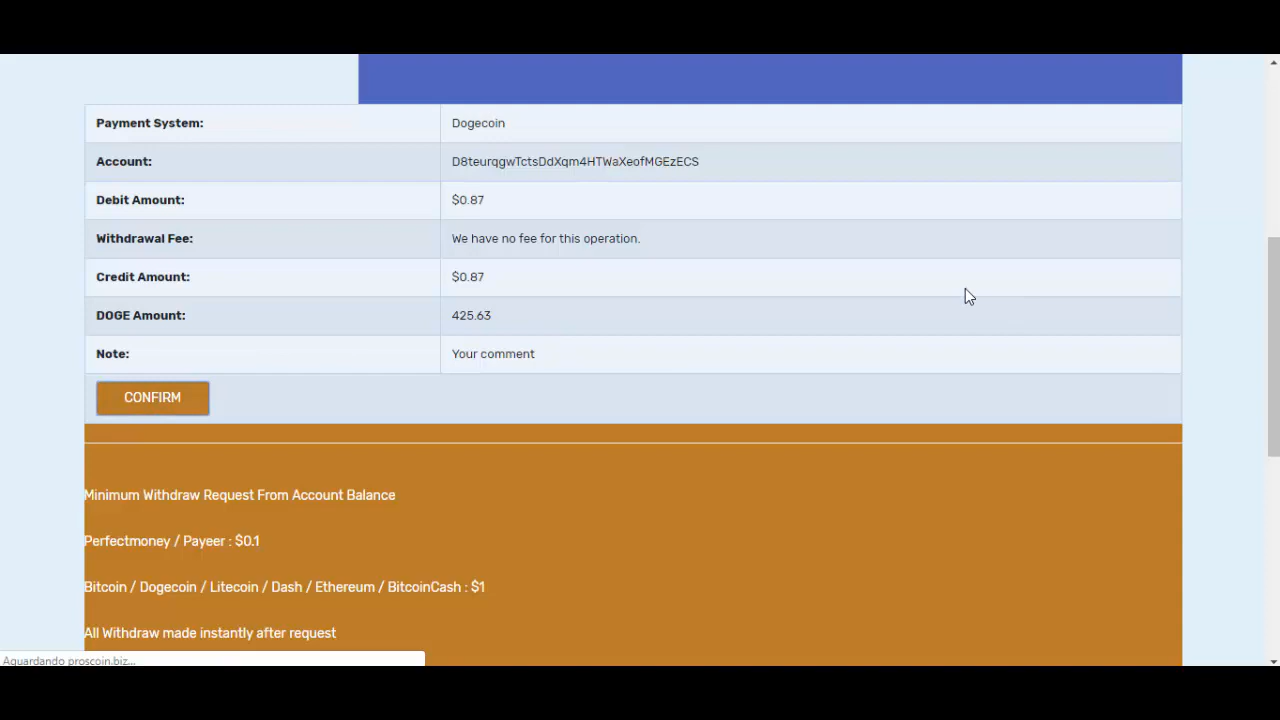 Payment System: Dogecoin
Account: D8teurqgwTctsDdXqm4HTWaXeofMGEzECS
Debit Amount: $0.87
Withdrawal Fee: We have no fee for this operation.
Credit Amount: $0.87
DOGE Amount: 425.63
Note: Your comment
CONFIRM
Minimum Withdraw Request From Account Balance
Perfectmoney / Payeer : $0.1
Bitcoin / Dogecoin / Litecoin / Dash / Ethereum / BitcoinCash : $1
All Withdraw made instantly after request
Aguardando proscoin.biz...